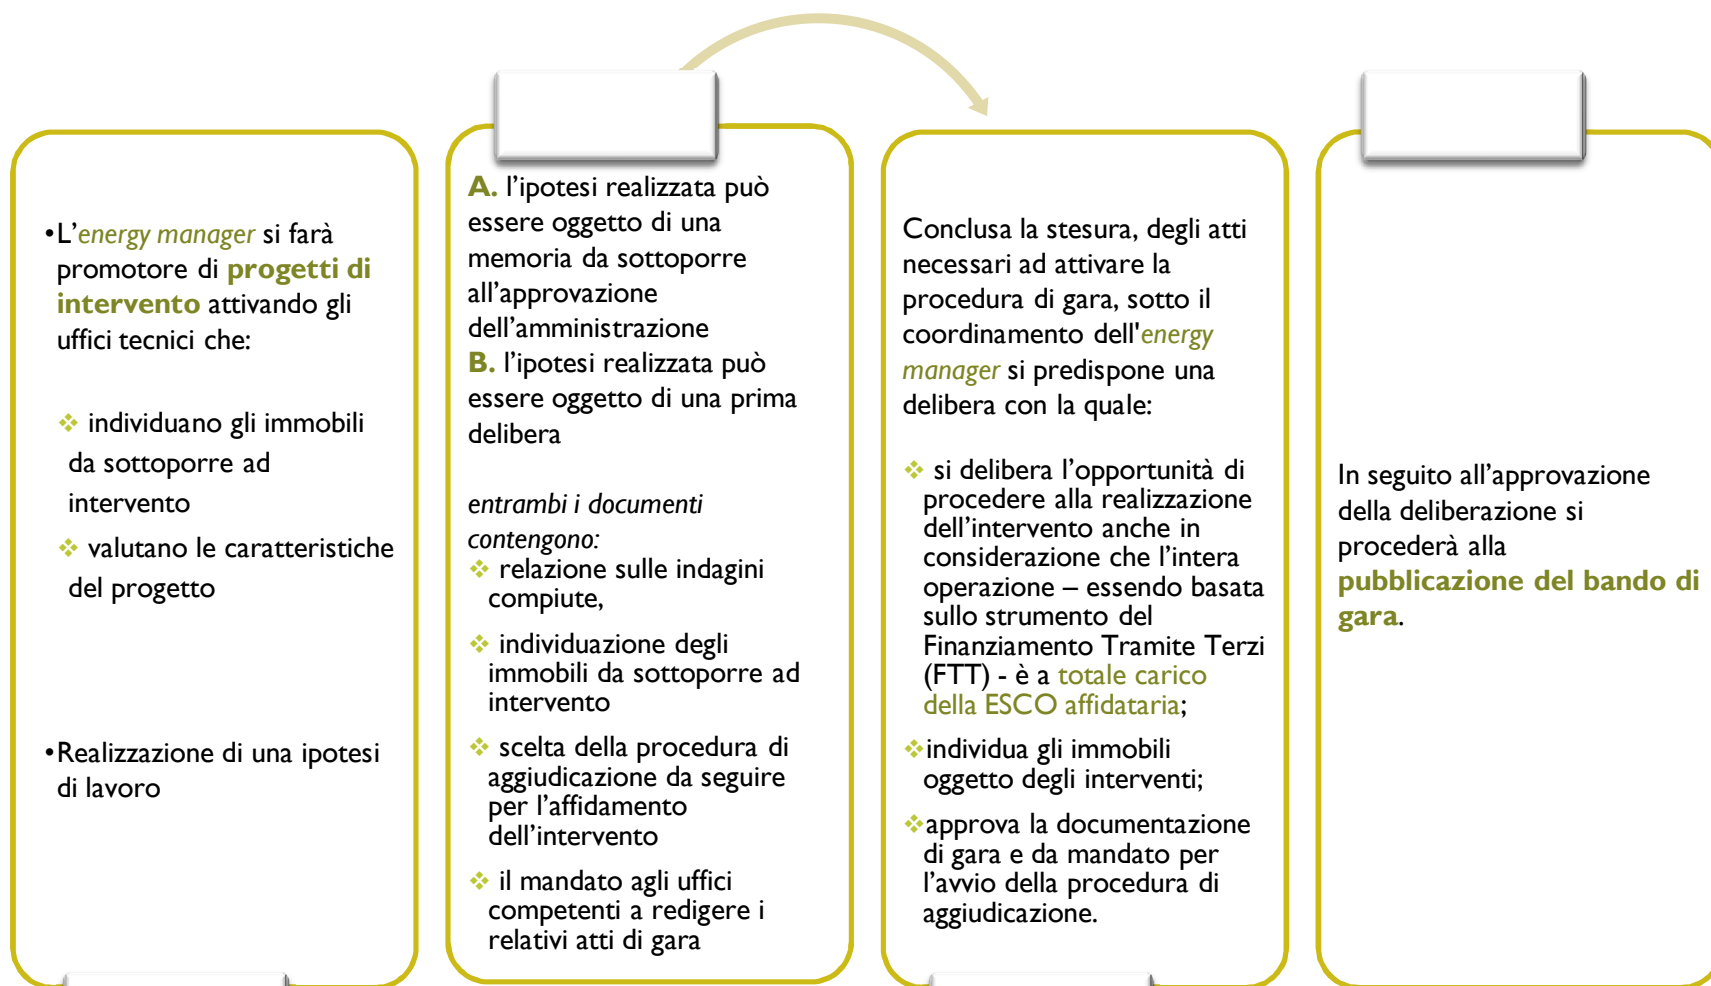 •L’energy manager si farà
promotore di progetti di
intervento attivando gli
uffici tecnici che:
❖ individuano gli immobili
da sottoporre ad
intervento
❖ valutano le caratteristiche
del progetto
•Realizzazione di una ipotesi
di lavoro
A. l’ipotesi realizzata può
essere oggetto di una
memoria da sottoporre
all’approvazione
dell’amministrazione
B. l’ipotesi realizzata può
essere oggetto di una prima
delibera
entrambi i documenti
contengono:
❖ relazione sulle indagini
compiute,
❖ individuazione degli
immobili da sottoporre ad
intervento
❖ scelta della procedura di
aggiudicazione da seguire
per l’affidamento
dell’intervento
❖ il mandato agli uffici
competenti a redigere i
relativi atti di gara
Conclusa la stesura, degli atti
necessari ad attivare la
procedura di gara, sotto il
coordinamento dell'energy
manager si predispone una
delibera con la quale:
❖ si delibera l’opportunità di
procedere alla realizzazione
dell’intervento anche in
considerazione che l’intera
operazione – essendo basata
sullo strumento del
Finanziamento Tramite Terzi
(FTT) - è a totale carico
della ESCO affidataria;
❖individua gli immobili
oggetto degli interventi;
❖approva la documentazione
di gara e da mandato per
l’avvio della procedura di
aggiudicazione.
In seguito all’approvazione
della deliberazione si
procederà alla
pubblicazione del bando di
gara.